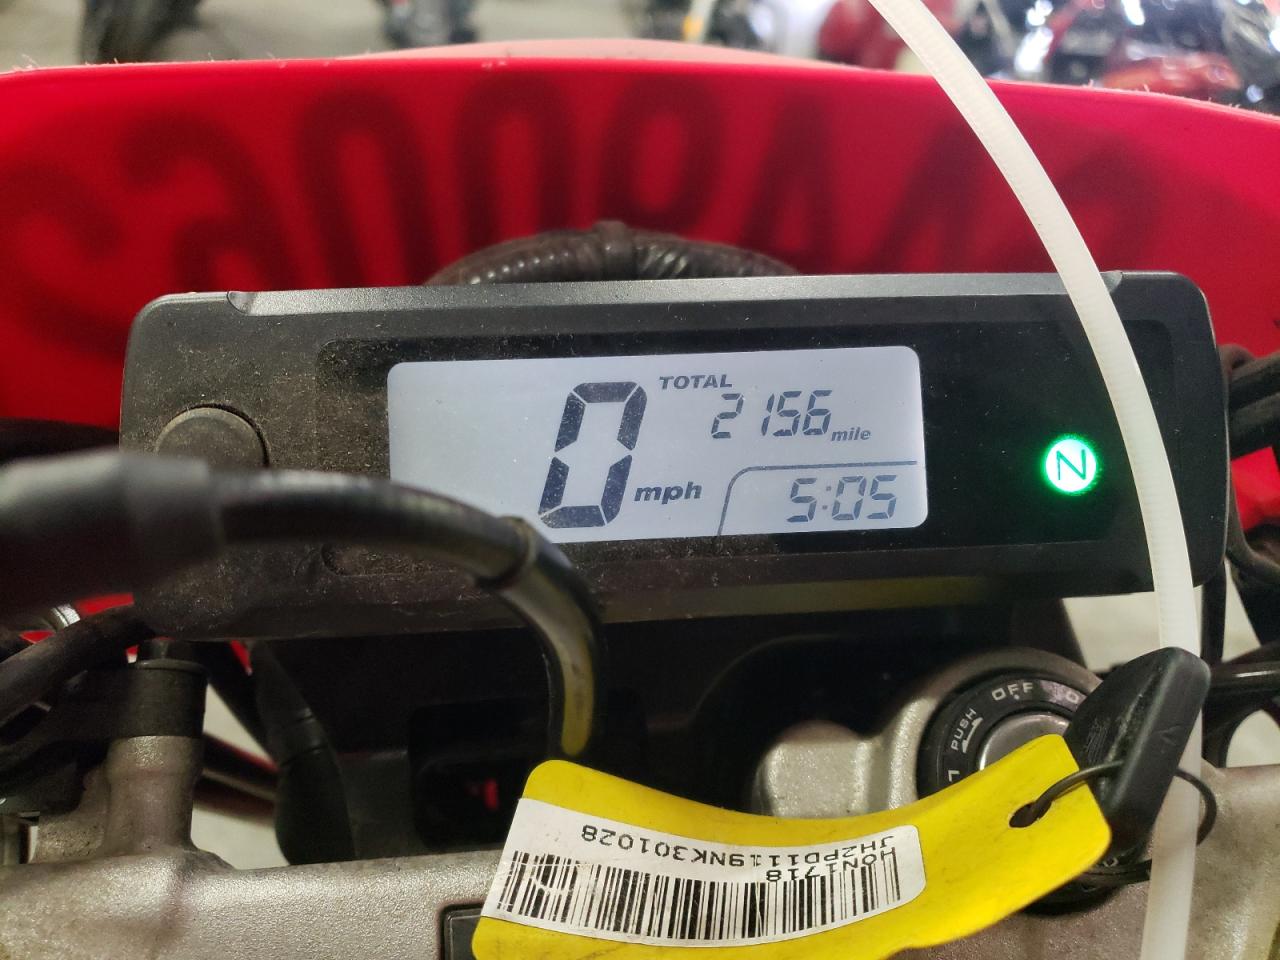 TOTAL
2156 mile
0 mph
5:05
N
OFF
PUSH
HON1718
JH2PD1119NK301028